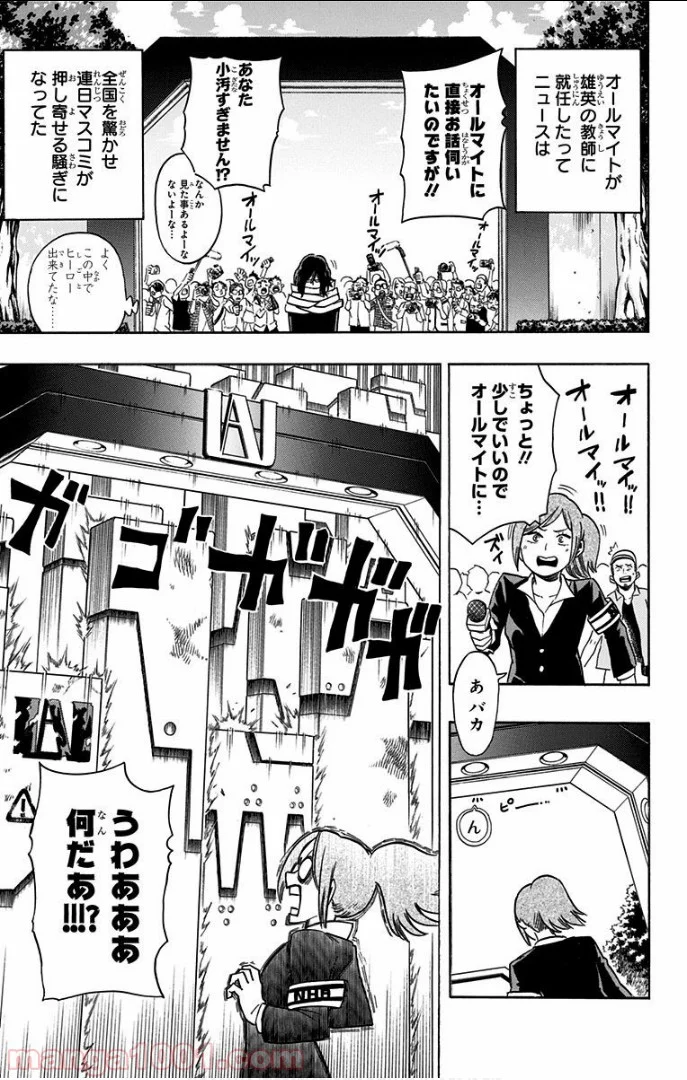 オールマイトが
雄英の教師に
就任したって
ニュースは
オールマイトに
直接お話伺い
たいのですが!!
オールマイッ
あなた
小汚すぎません!?
オールマイッ
なんか
見た事あるよーな
ないよーな…
全国を驚かせ
連日マスコミが
押し寄せる騒ぎに
なってた
よく
この中で
ヒーロー
出来てたな…
オールマイッ!!
オールマイッ!!
ちょっと!!
少しでいいので
オールマイトに…
ズイ
あバカ
ピー
ん
UA
ガゴガガガ
UA
うわあああ
何だあ!!!?
NHA
manga1001.com